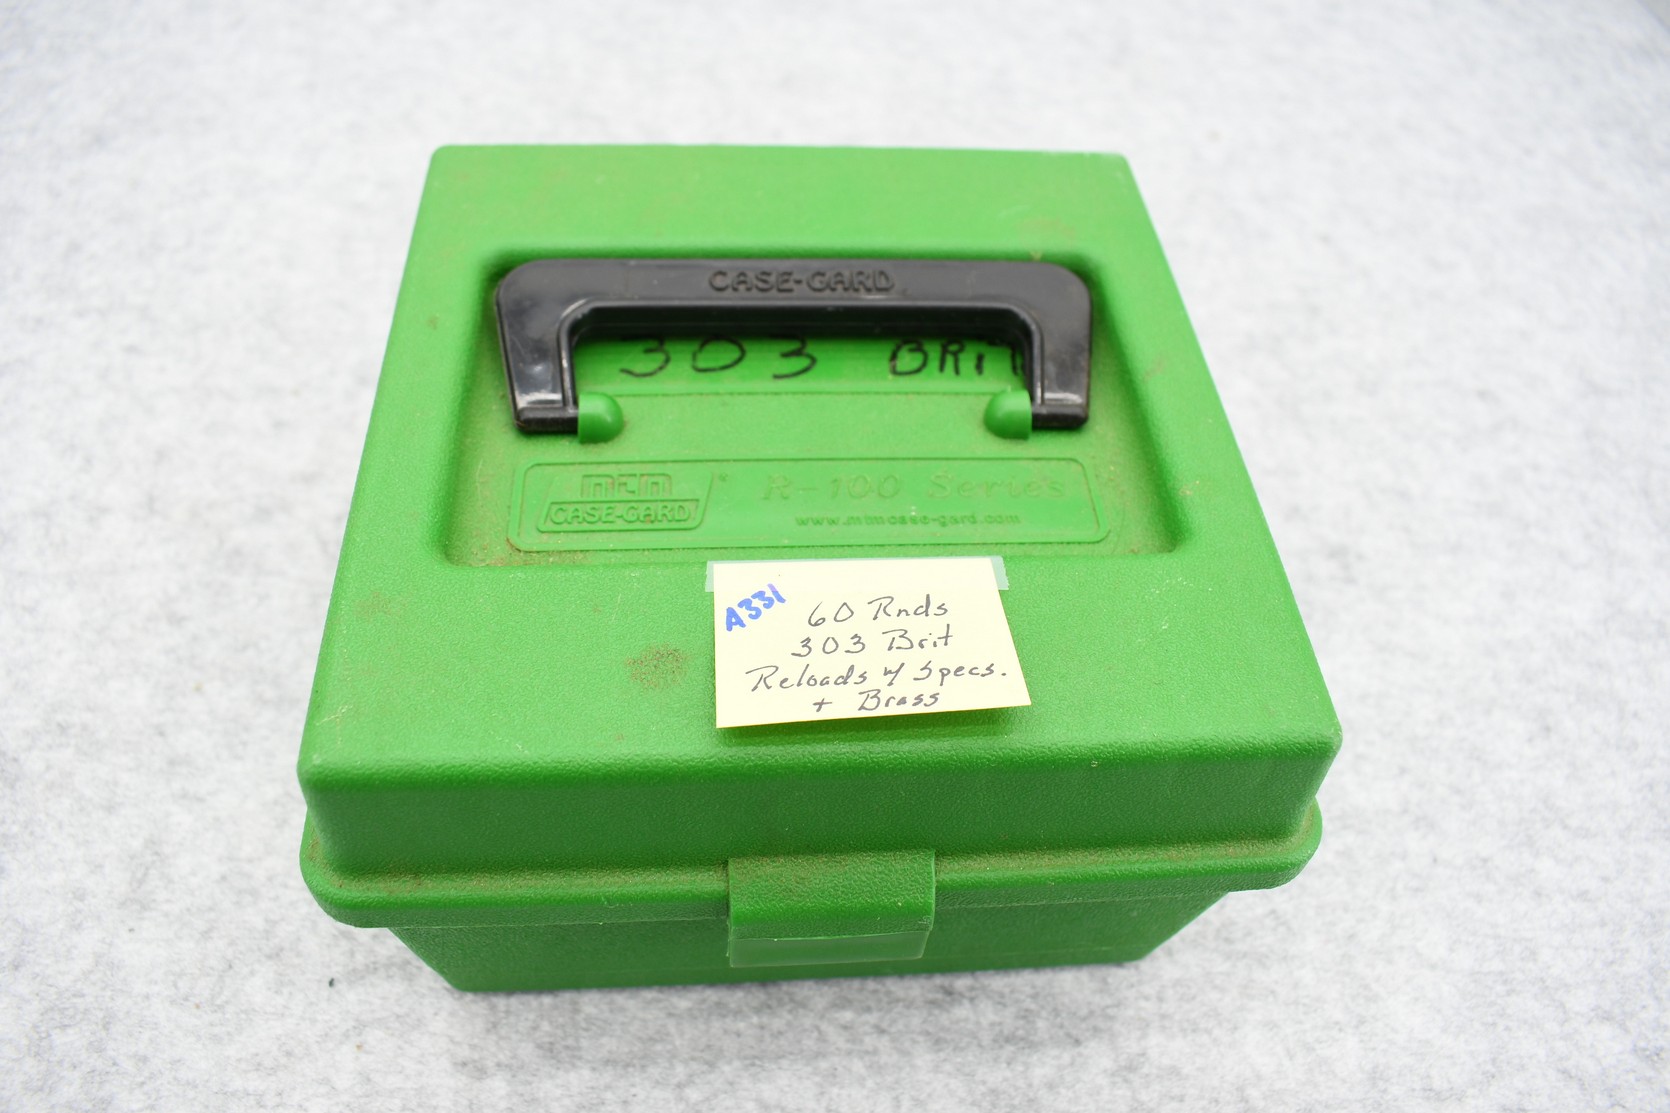 CASE-GARD
303 BRIT
mtm ® R-100 Series
CASE-GARD www.mtmcase-gard.com
A331 60 Rnds
303 Brit
Reloads w/ Specs.
+ Brass